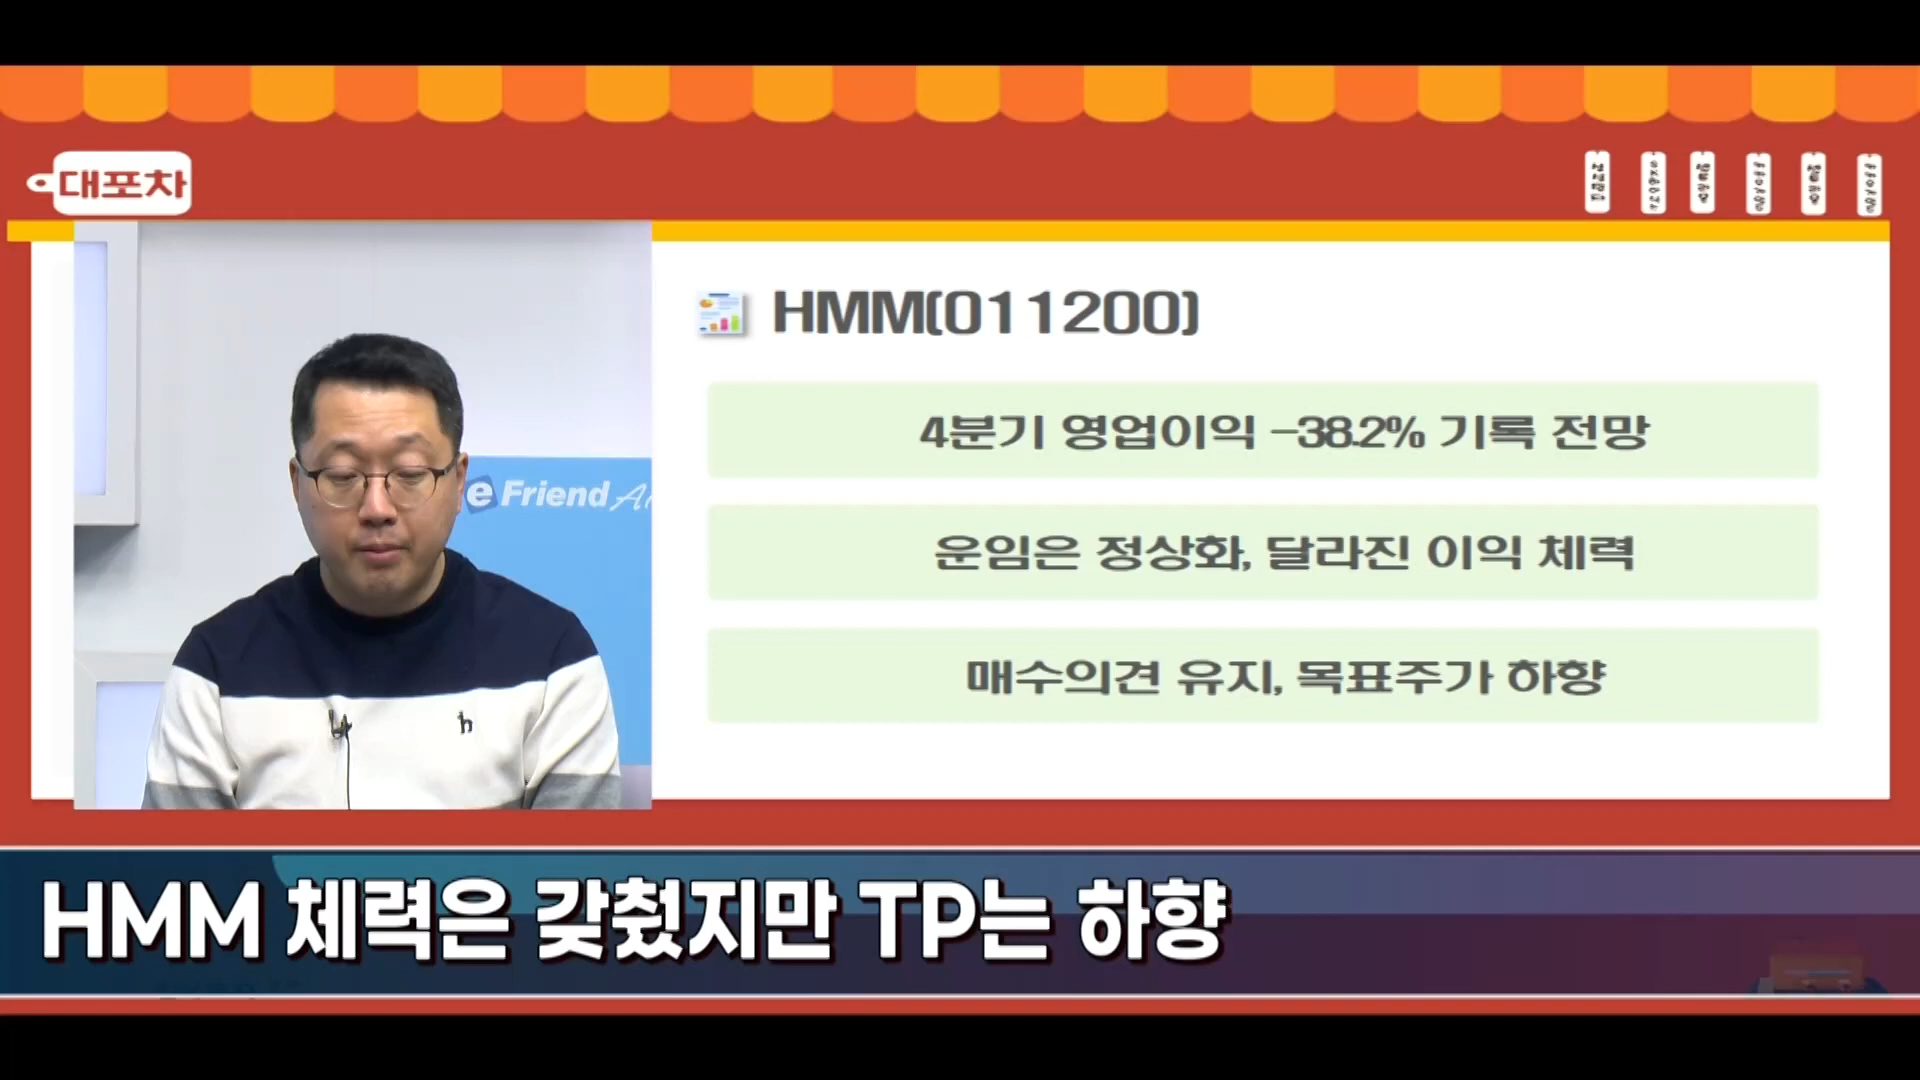 대포차
HMM(011200)
4분기 영업이익 -38.2% 기록 전망
운임은 정상화, 달라진 이익 체력
매수의견 유지, 목표주가 하향
e Friend
h
HMM 체력은 갖췄지만 TP는 하향